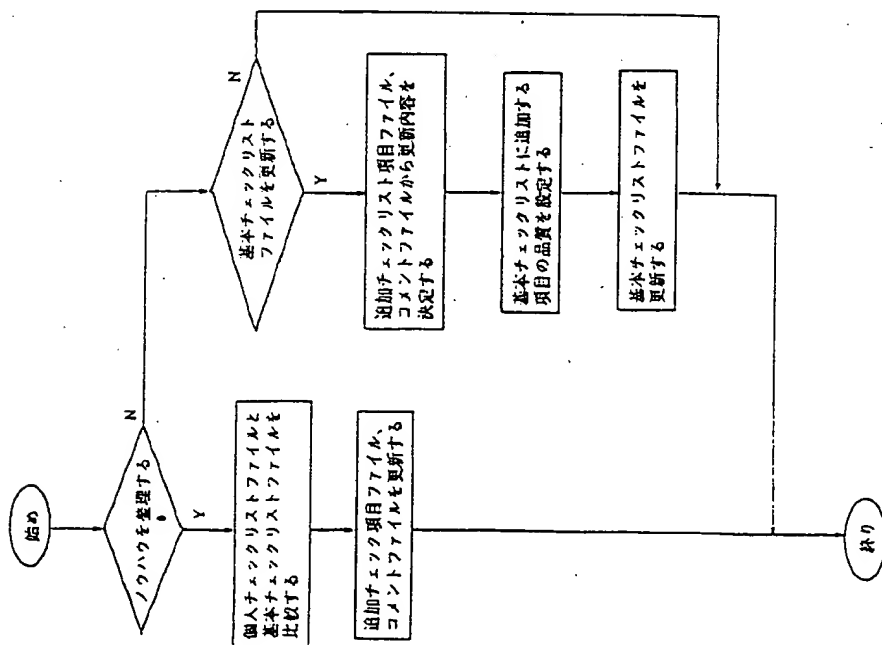 始め
ノウハウを整理する
Y
N
個人チェックリストファイルと
基本チェックリストファイルを
比較する
追加チェック項目ファイル、
コメントファイルを更新する
基本チェックリスト
ファイルを更新する
Y
N
追加チェックリスト項目ファイル、
コメントファイルから更新内容を
決定する
基本チェックリストに追加する
項目の品質を設定する
基本チェックリストファイルを
更新する
終り